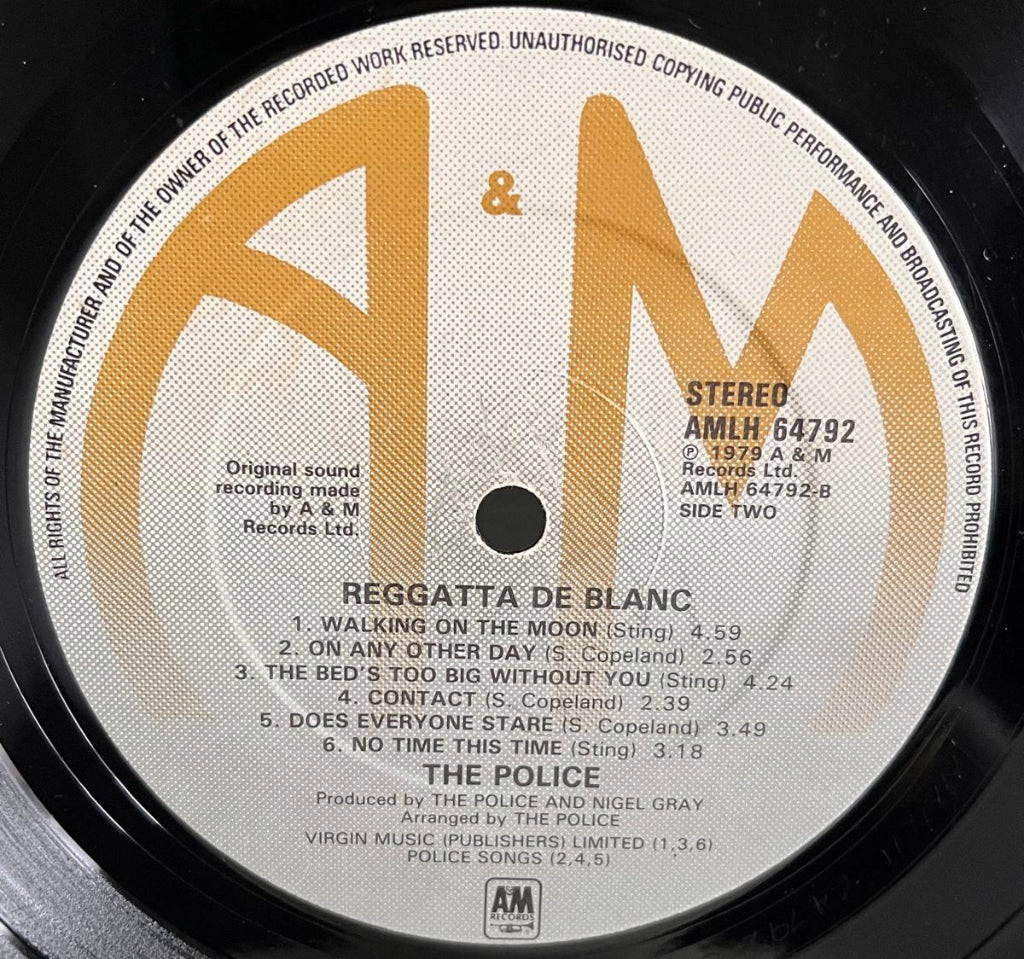 ALL RIGHTS OF THE MANUFACTURER AND OF THE OWNER OF THE RECORDED WORK RESERVED. UNAUTHORISED COPYING PUBLIC PERFORMANCE AND BROADCASTING OF THIS RECORD PROHIBITED
A & M
STEREO
AMLH 64792
℗ 1979 A & M
Records Ltd.
AMLH 64792-B
SIDE TWO
Original sound
recording made
by A & M
Records Ltd.
REGGATTA DE BLANC
1. WALKING ON THE MOON (Sting) 4.59
2. ON ANY OTHER DAY (S. Copeland) 2.56
3. THE BED'S TOO BIG WITHOUT YOU (Sting) 4.24
4. CONTACT (S. Copeland) 2.39
5. DOES EVERYONE STARE (S. Copeland) 3.49
6. NO TIME THIS TIME (Sting) 3.18
THE POLICE
Produced by THE POLICE AND NIGEL GRAY
Arranged by THE POLICE
VIRGIN MUSIC (PUBLISHERS) LIMITED (1,3,6)
POLICE SONGS (2,4,5)
AM
RECORDS